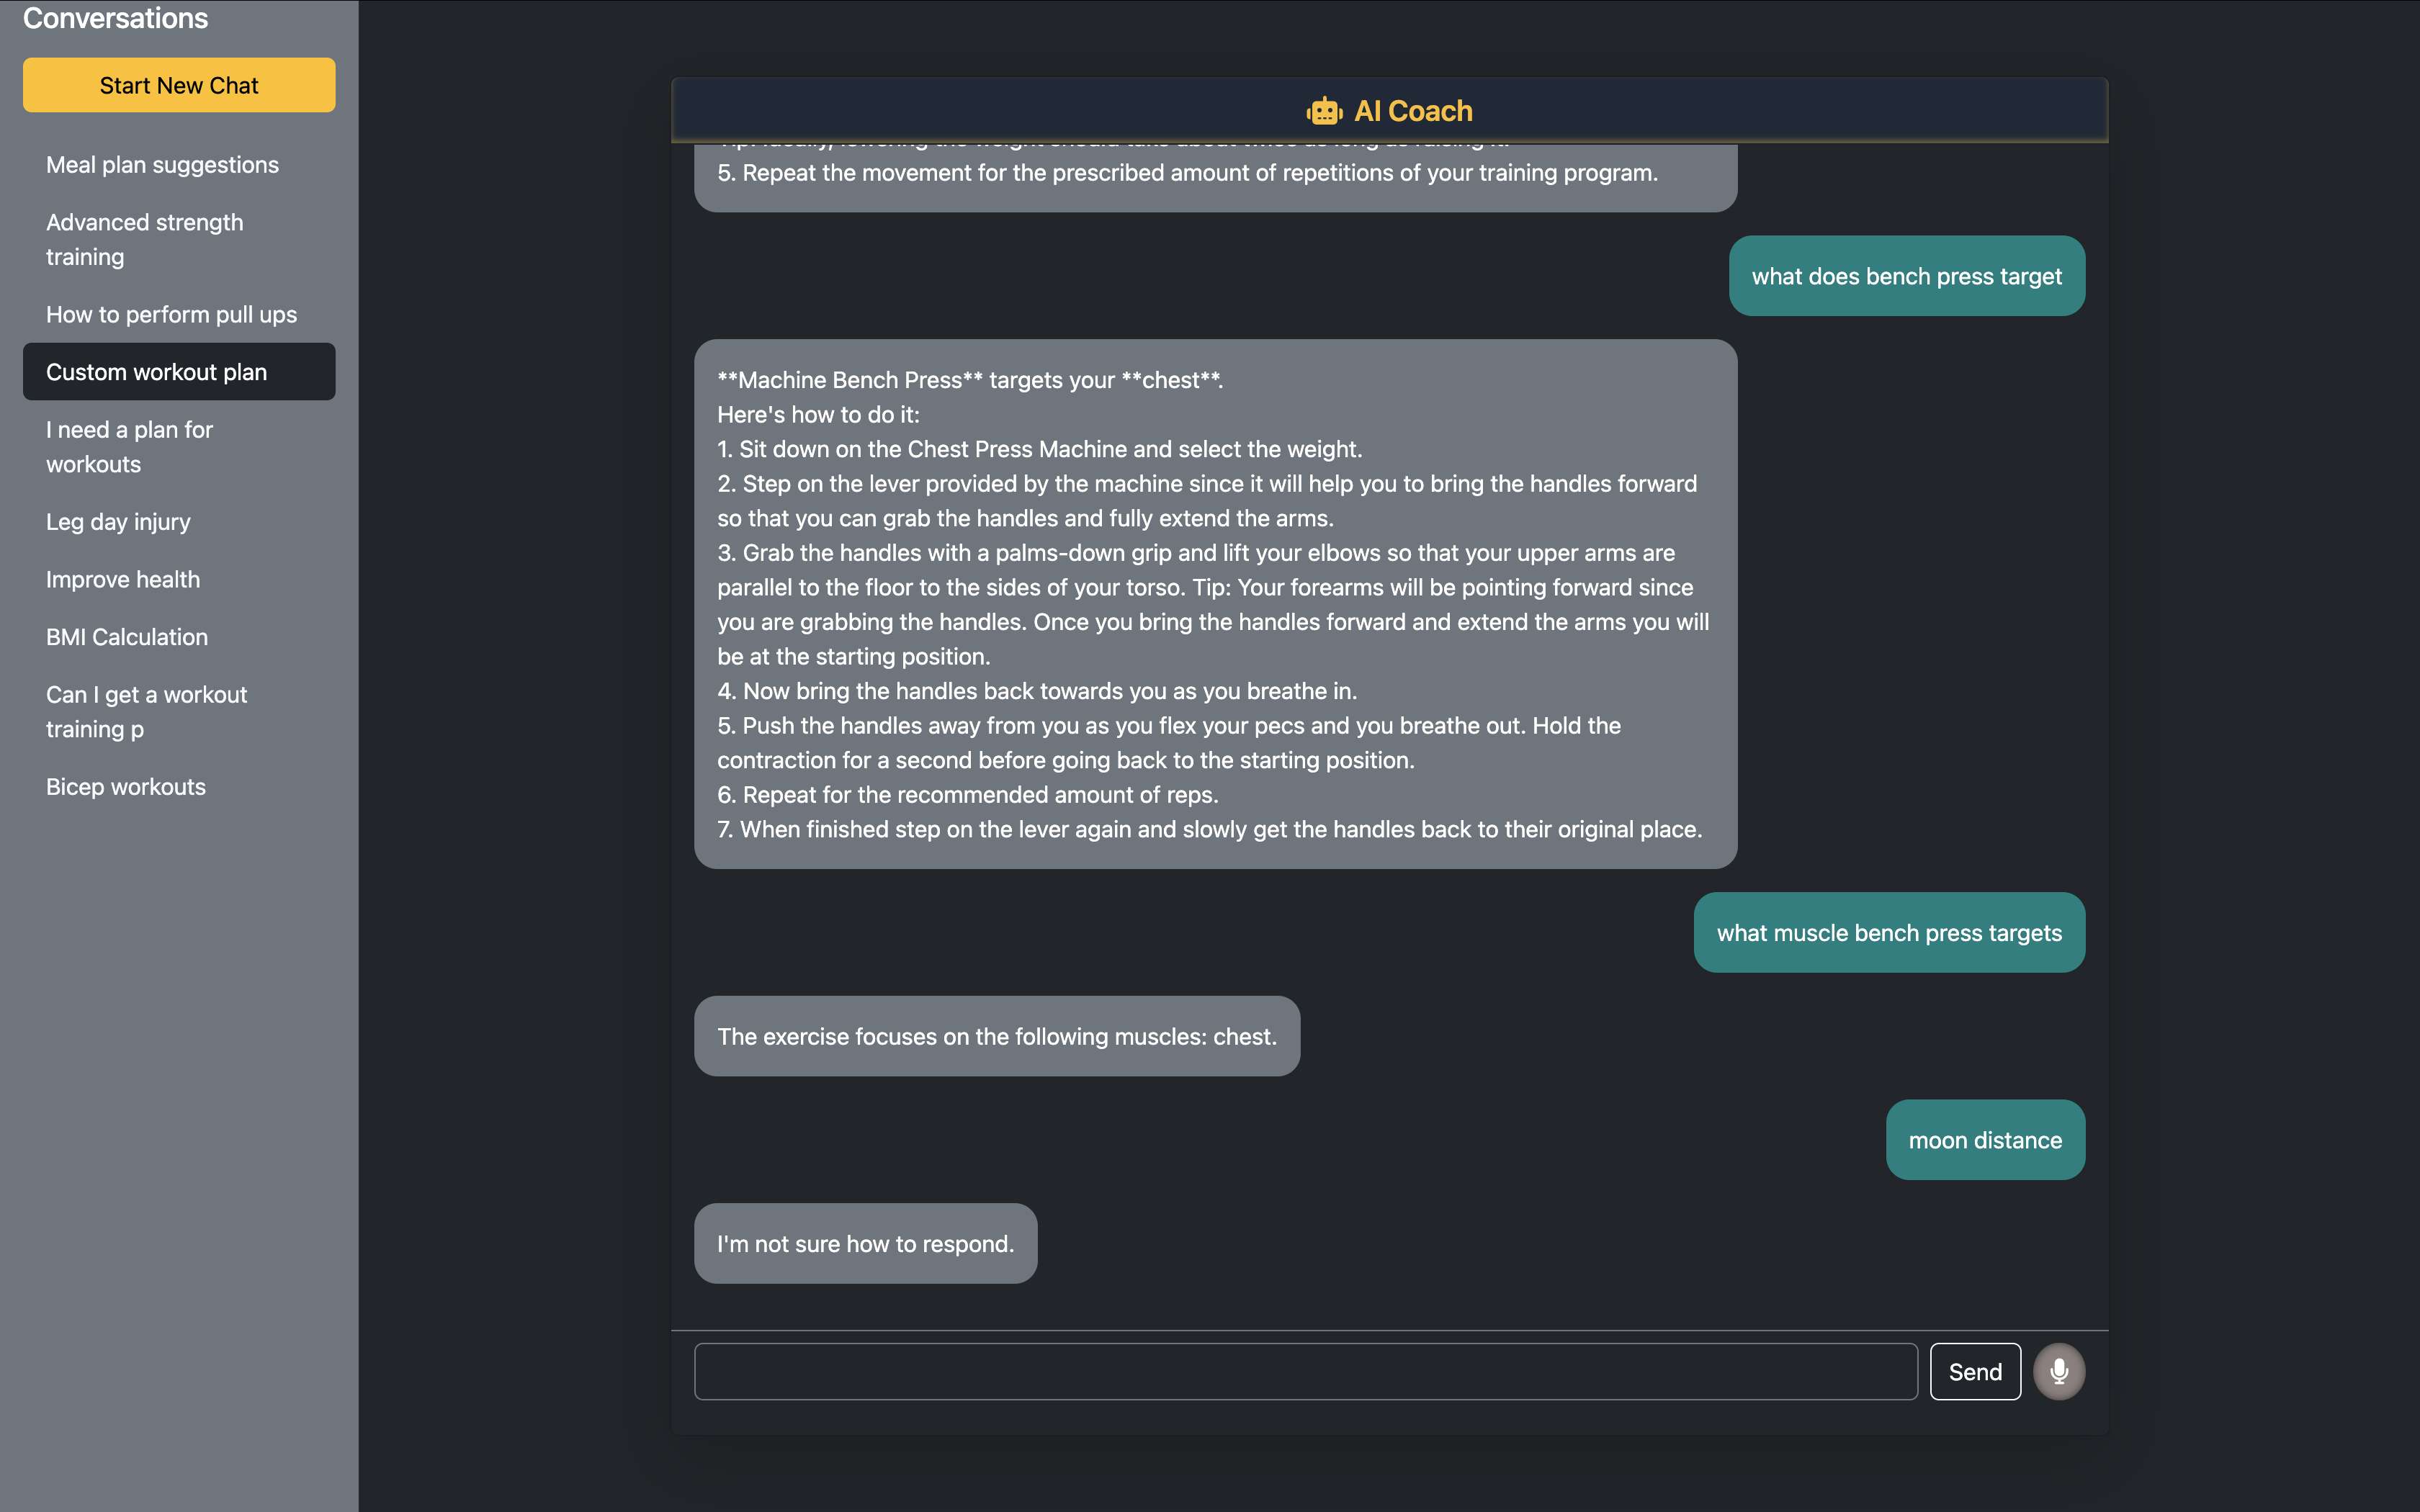 Conversations
Start New Chat
Meal plan suggestions
Advanced strength
training
How to perform pull ups
Custom workout plan
I need a plan for
workouts
Leg day injury
Improve health
BMI Calculation
Can I get a workout
training p
Bicep workouts
AI Coach
5. Repeat the movement for the prescribed amount of repetitions of your training program.
what does bench press target
**Machine Bench Press** targets your **chest**.
Here's how to do it:
1. Sit down on the Chest Press Machine and select the weight.
2. Step on the lever provided by the machine since it will help you to bring the handles forward
so that you can grab the handles and fully extend the arms.
3. Grab the handles with a palms-down grip and lift your elbows so that your upper arms are
parallel to the floor to the sides of your torso. Tip: Your forearms will be pointing forward since
you are grabbing the handles. Once you bring the handles forward and extend the arms you will
be at the starting position.
4. Now bring the handles back towards you as you breathe in.
5. Push the handles away from you as you flex your pecs and you breathe out. Hold the
contraction for a second before going back to the starting position.
6. Repeat for the recommended amount of reps.
7. When finished step on the lever again and slowly get the handles back to their original place.
what muscle bench press targets
The exercise focuses on the following muscles: chest.
moon distance
I'm not sure how to respond.
Send